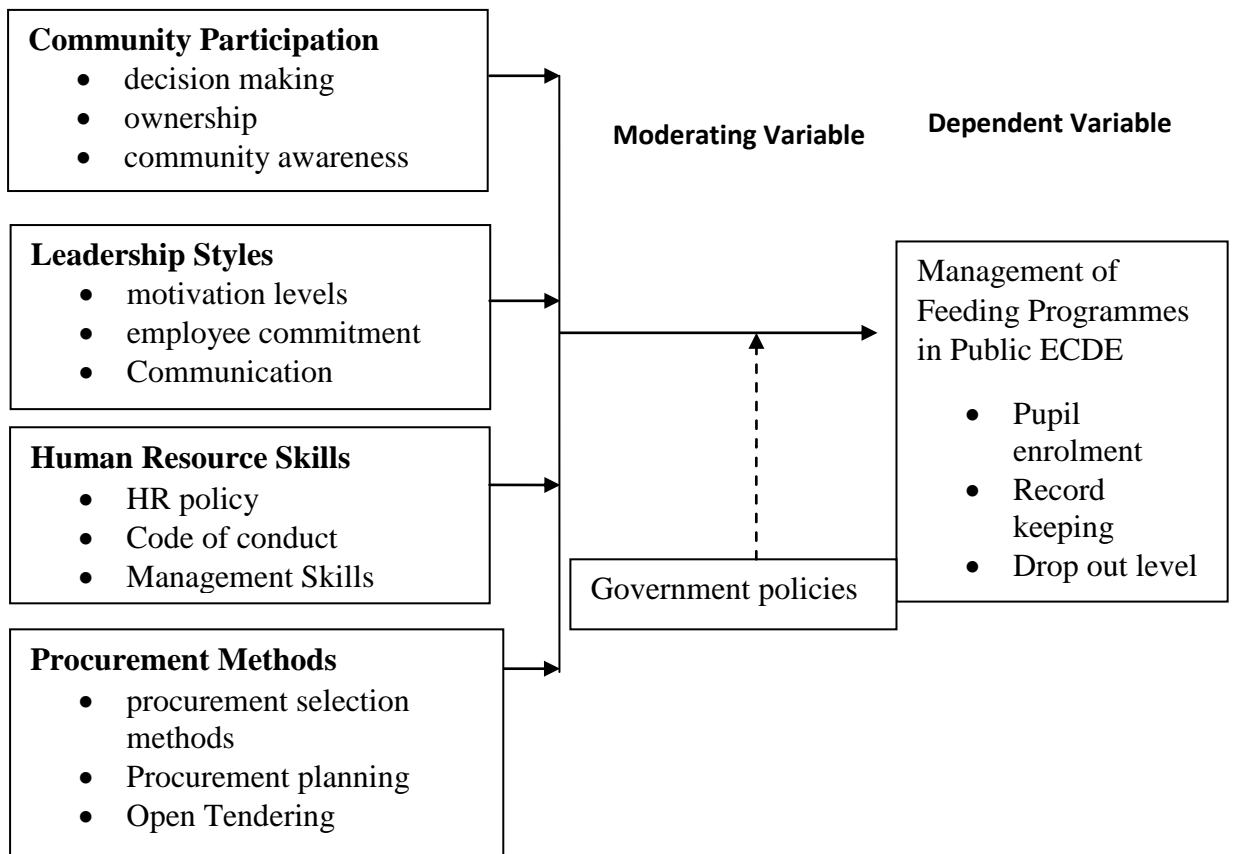 Community Participation
• decision making
• ownership
• community awareness
Leadership Styles
• motivation levels
• employee commitment
• Communication
Human Resource Skills
• HR policy
• Code of conduct
• Management Skills
Procurement Methods
• procurement selection
methods
• Procurement planning
• Open Tendering
Moderating Variable
Government policies
Dependent Variable
Management of
Feeding Programmes
in Public ECDE
• Pupil
enrolment
• Record
keeping
• Drop out level